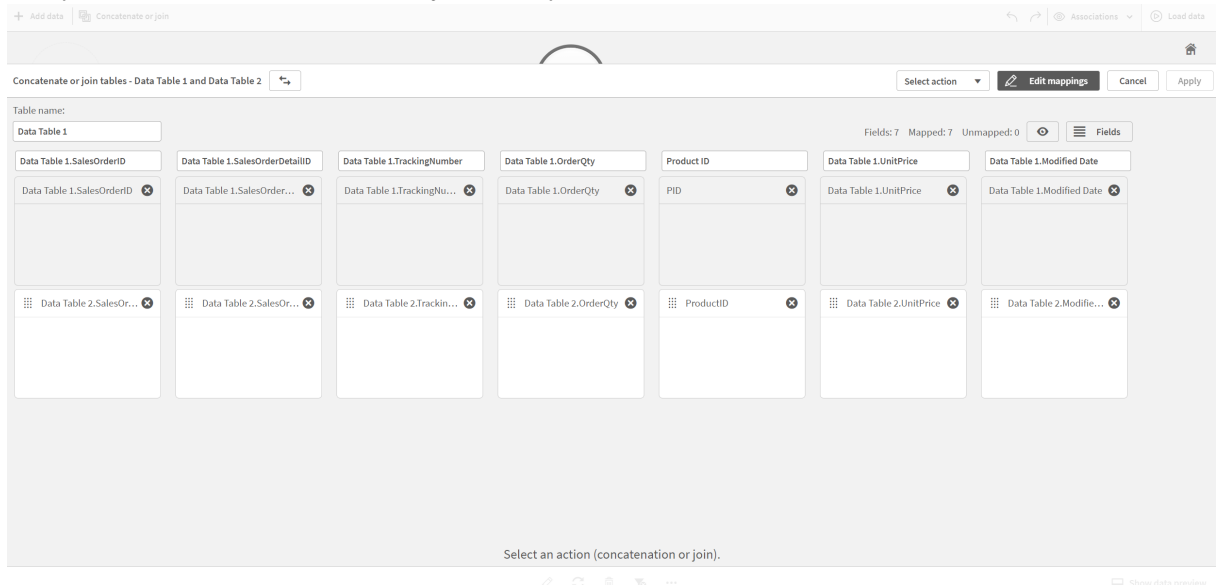 Add data Concatenate or join Associations Load data
Concatenate or join tables - Data Table 1 and Data Table 2 Select action Edit mappings Cancel Apply
Table name:
Data Table 1 Fields: 7 Mapped: 7 Unmapped: 0 Fields
Data Table 1.SalesOrderID Data Table 1.SalesOrderDetailID Data Table 1.TrackingNumber Data Table 1.OrderQty Product ID Data Table 1.UnitPrice Data Table 1.Modified Date
Data Table 1.SalesOrderID Data Table 1.SalesOrder... Data Table 1.TrackingNu... Data Table 1.OrderQty PID Data Table 1.UnitPrice Data Table 1.Modified Date
Data Table 2.SalesOr... Data Table 2.SalesOr... Data Table 2.Trackin... Data Table 2.OrderQty ProductID Data Table 2.UnitPrice Data Table 2.Modifie...
Select an action (concatenation or join).
Show data preview